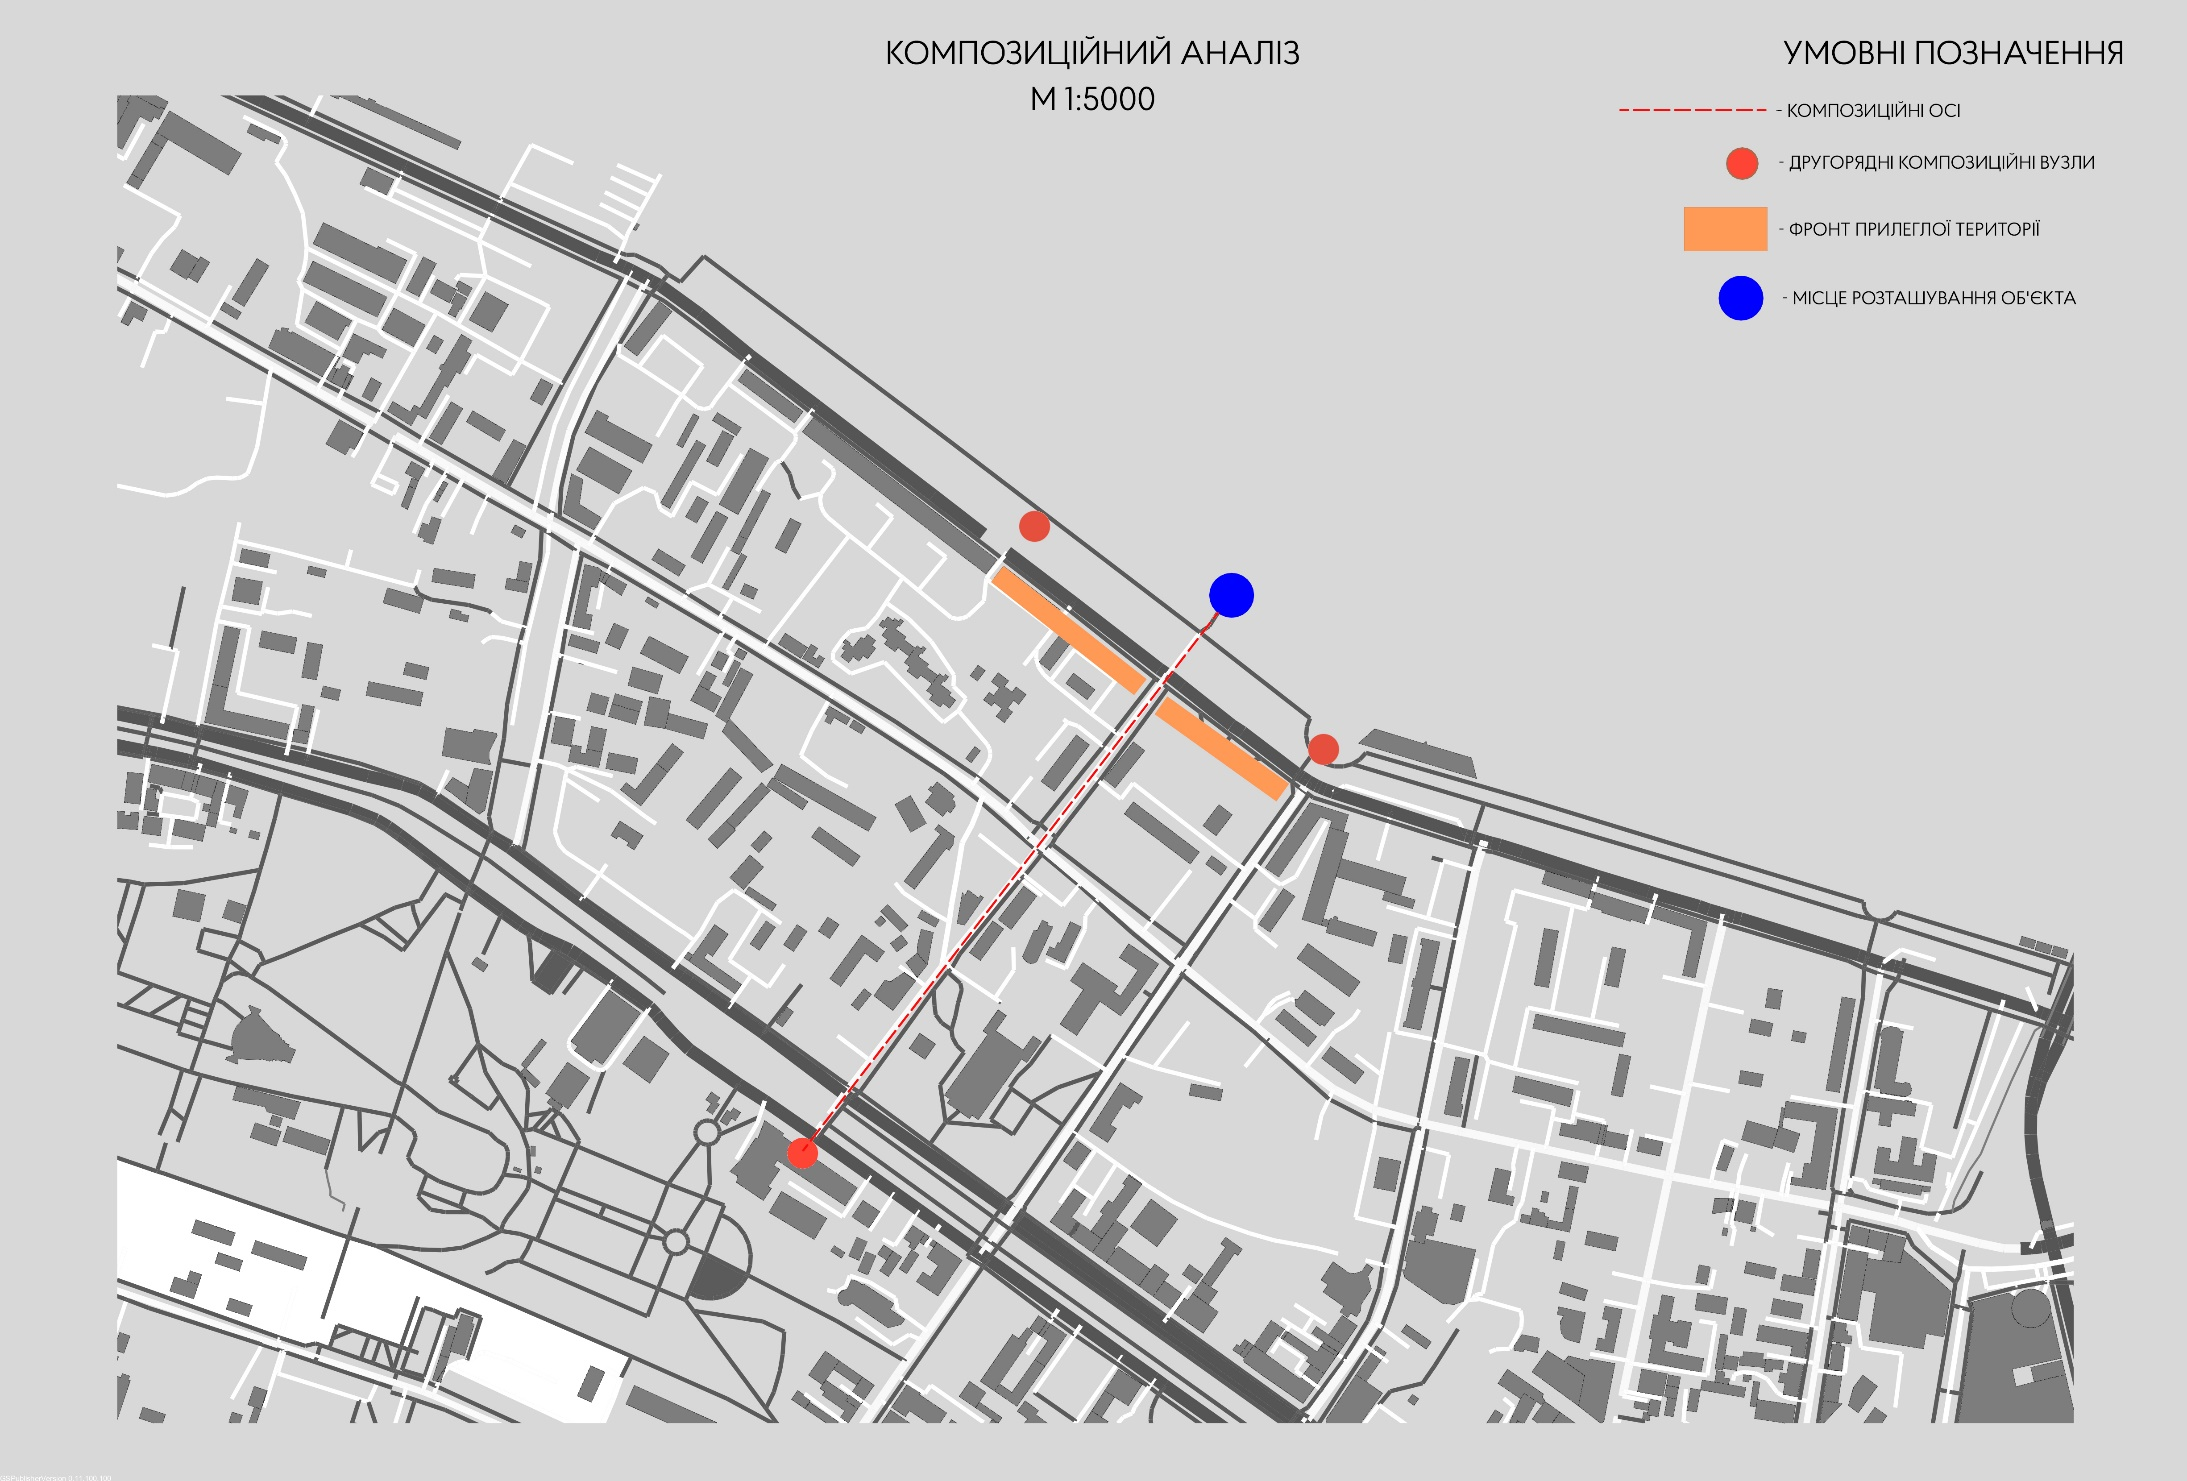 КОМПОЗИЦІЙНИЙ АНАЛІЗ
М 1:5000
УМОВНІ ПОЗНАЧЕННЯ
- КОМПОЗИЦІЙНІ ОСІ
- ДРУГОРЯДНІ КОМПОЗИЦІЙНІ ВУЗЛИ
- ФРОНТ ПРИЛЕГЛОЇ ТЕРИТОРІЇ
- МІСЦЕ РОЗТАШУВАННЯ ОБ'ЄКТА